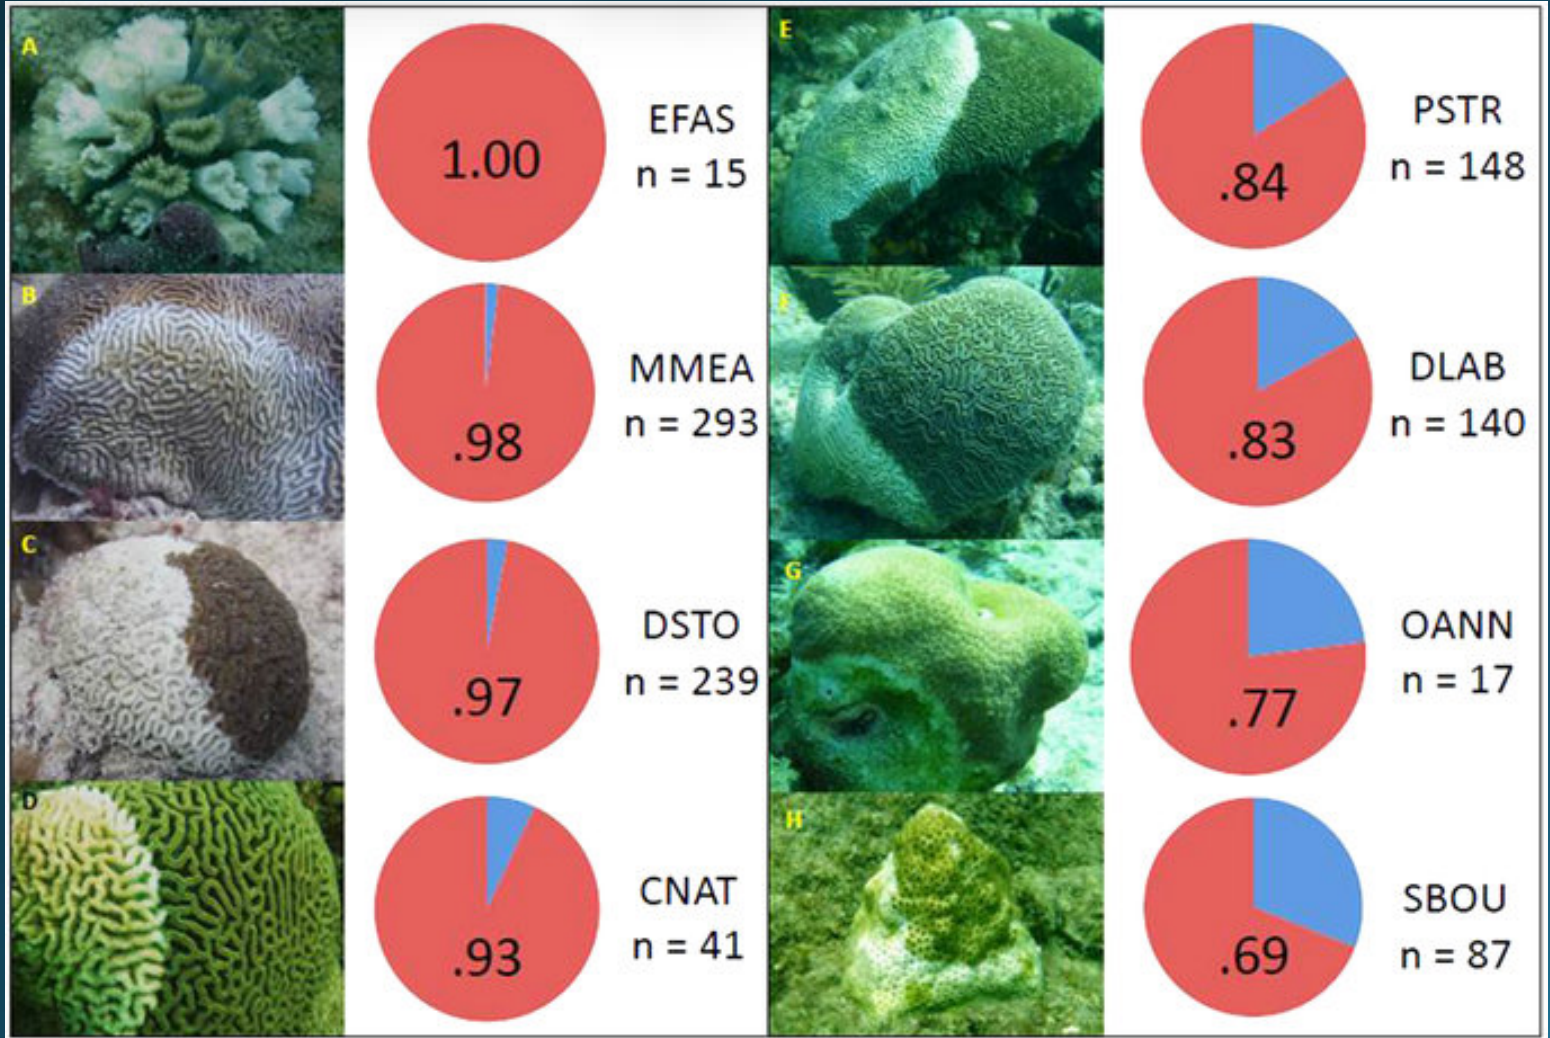 A
1.00
EFAS
n = 15
B
.98
MMEA
n = 293
C
.97
DSTO
n = 239
D
.93
CNAT
n = 41
E
.84
PSTR
n = 148
F
.83
DLAB
n = 140
G
.77
OANN
n = 17
H
.69
SBOU
n = 87